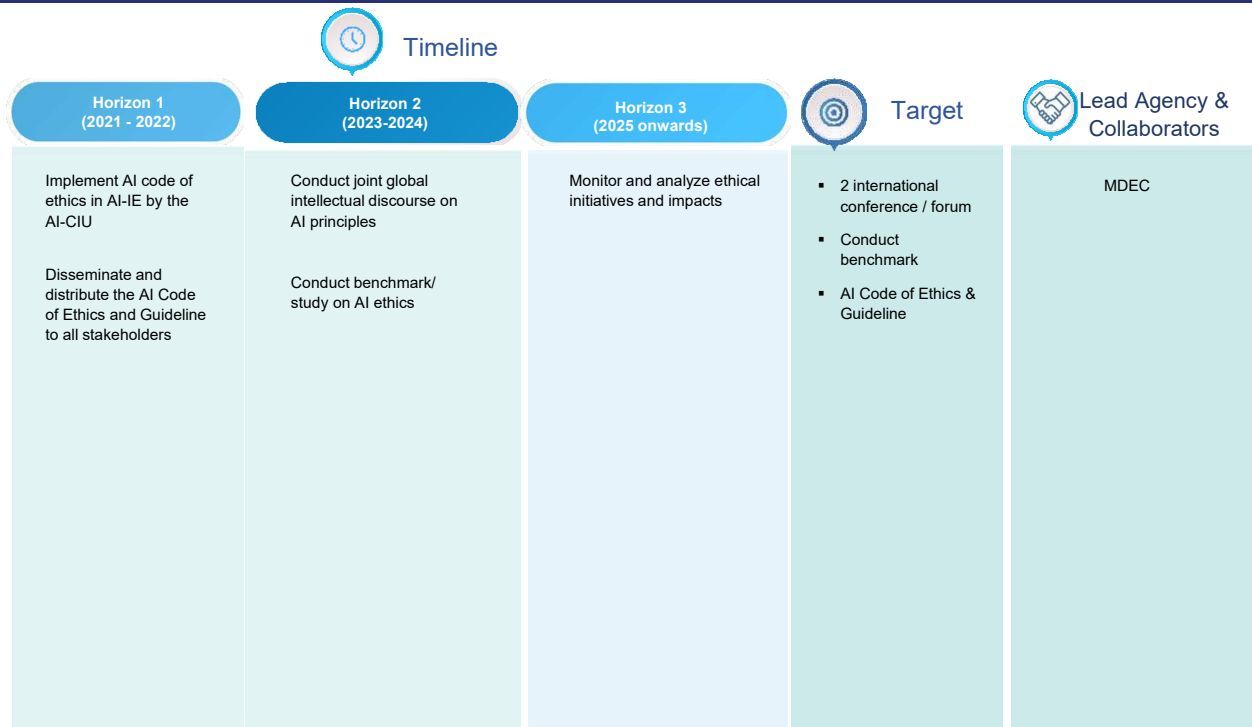 Timeline
Horizon 1
(2021 - 2022)
Horizon 2
(2023-2024)
Horizon 3
(2025 onwards)
Target
Lead Agency &
Collaborators
Implement AI code of
ethics in AI-IE by the
AI-CIU
Disseminate and
distribute the AI Code
of Ethics and Guideline
to all stakeholders
Conduct joint global
intellectual discourse on
AI principles
Conduct benchmark/
study on AI ethics
Monitor and analyze ethical
initiatives and impacts
▪ 2 international
conference / forum
▪ Conduct
benchmark
▪ AI Code of Ethics &
Guideline
MDEC